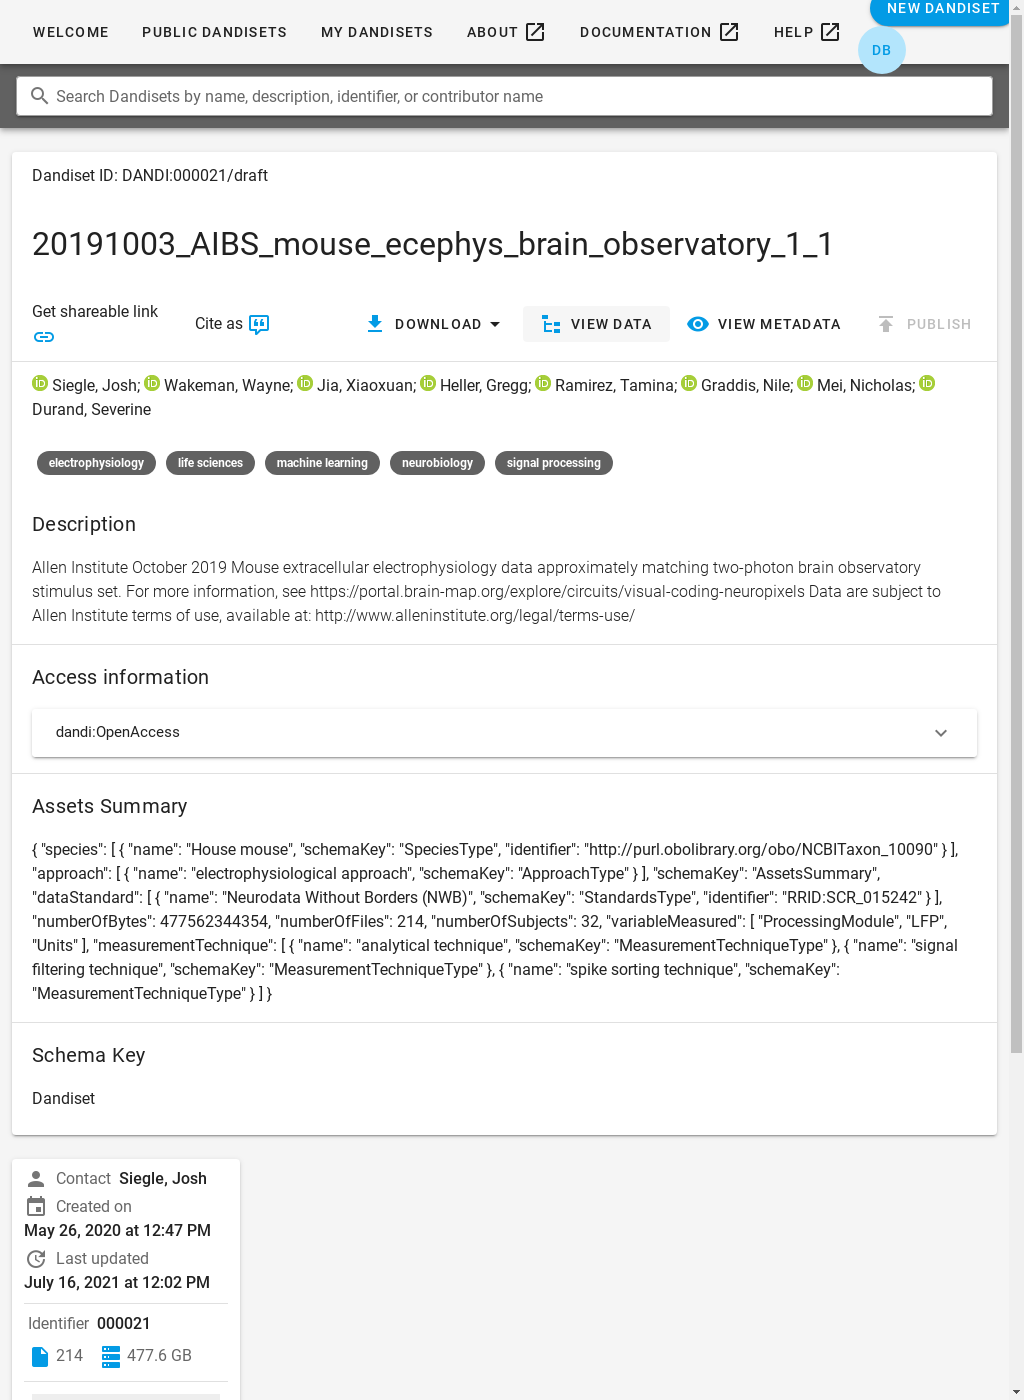 WELCOME PUBLIC DANDISETS MY DANDISETS ABOUT DOCUMENTATION HELP NEW DANDISET
DB
Search Dandisets by name, description, identifier, or contributor name
Dandiset ID: DANDI:000021/draft
20191003_AIBS_mouse_ecephys_brain_observatory_1_1
Get shareable link
Cite as DOWNLOAD VIEW DATA VIEW METADATA PUBLISH
Siegle, Josh; Wakeman, Wayne; Jia, Xiaoxuan; Heller, Gregg; Ramirez, Tamina; Graddis, Nile; Mei, Nicholas;
Durand, Severine
electrophysiology life sciences machine learning neurobiology signal processing
Description
Allen Institute October 2019 Mouse extracellular electrophysiology data approximately matching two-photon brain observatory
stimulus set. For more information, see https://portal.brain-map.org/explore/circuits/visual-coding-neuropixels Data are subject to
Allen Institute terms of use, available at: http://www.alleninstitute.org/legal/terms-use/
Access information
dandi:OpenAccess
Assets Summary
{ "species": [ { "name": "House mouse", "schemaKey": "SpeciesType", "identifier": "http://purl.obolibrary.org/obo/NCBITaxon_10090" } ],
"approach": [ { "name": "electrophysiological approach", "schemaKey": "ApproachType" } ], "schemaKey": "AssetsSummary",
"dataStandard": [ { "name": "Neurodata Without Borders (NWB)", "schemaKey": "StandardsType", "identifier": "RRID:SCR_015242" } ],
"numberOfBytes": 477562344354, "numberOfFiles": 214, "numberOfSubjects": 32, "variableMeasured": [ "ProcessingModule", "LFP",
"Units" ], "measurementTechnique": [ { "name": "analytical technique", "schemaKey": "MeasurementTechniqueType" }, { "name": "signal
filtering technique", "schemaKey": "MeasurementTechniqueType" }, { "name": "spike sorting technique", "schemaKey":
"MeasurementTechniqueType" } ] }
Schema Key
Dandiset
Contact Siegle, Josh
Created on
May 26, 2020 at 12:47 PM
Last updated
July 16, 2021 at 12:02 PM
Identifier 000021
214 477.6 GB